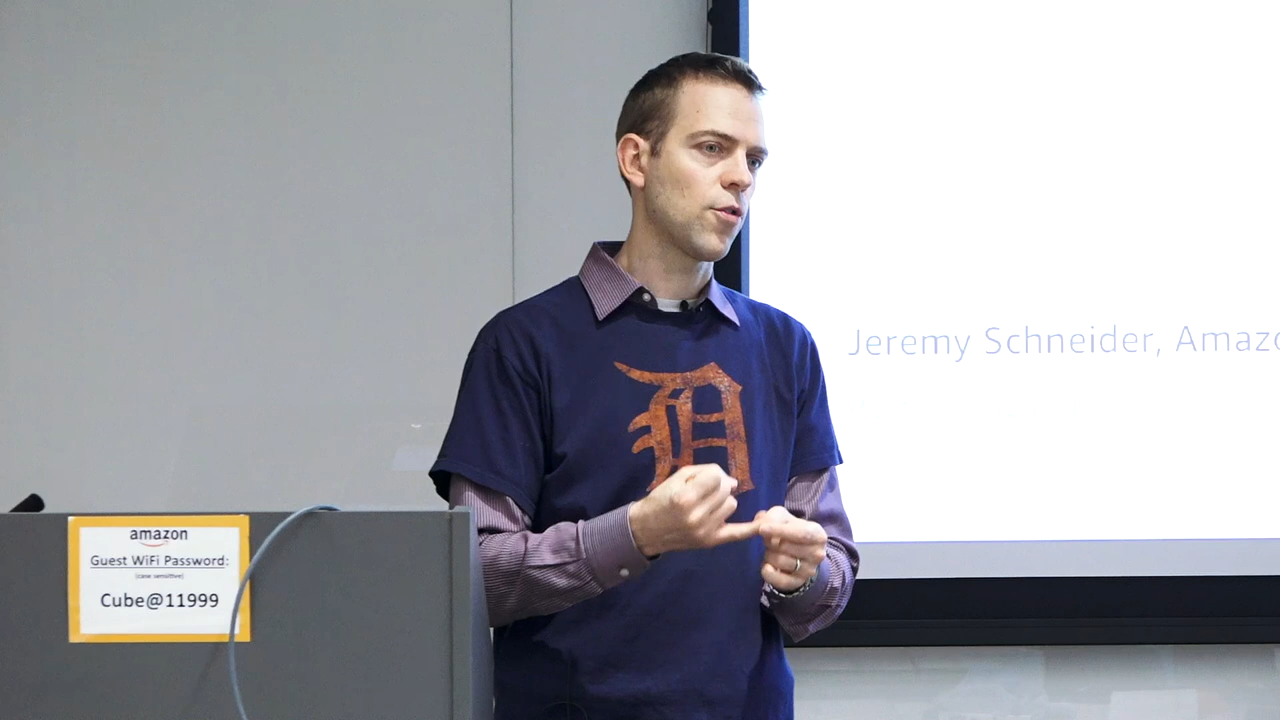 Jeremy Schneider, Amazo
D
amazon
Guest WiFi Password:
(case sensitive)
Cube@11999